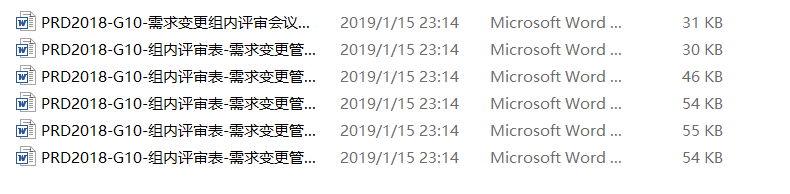 PRD2018-G10-需求变更组内评审会议... 2019/1/15 23:14 Microsoft Word ... 31 KB
PRD2018-G10-组内评审表-需求变更管... 2019/1/15 23:14 Microsoft Word ... 30 KB
PRD2018-G10-组内评审表-需求变更管... 2019/1/15 23:14 Microsoft Word ... 46 KB
PRD2018-G10-组内评审表-需求变更管... 2019/1/15 23:14 Microsoft Word ... 54 KB
PRD2018-G10-组内评审表-需求变更管... 2019/1/15 23:14 Microsoft Word ... 55 KB
PRD2018-G10-组内评审表-需求变更管... 2019/1/15 23:14 Microsoft Word ... 54 KB